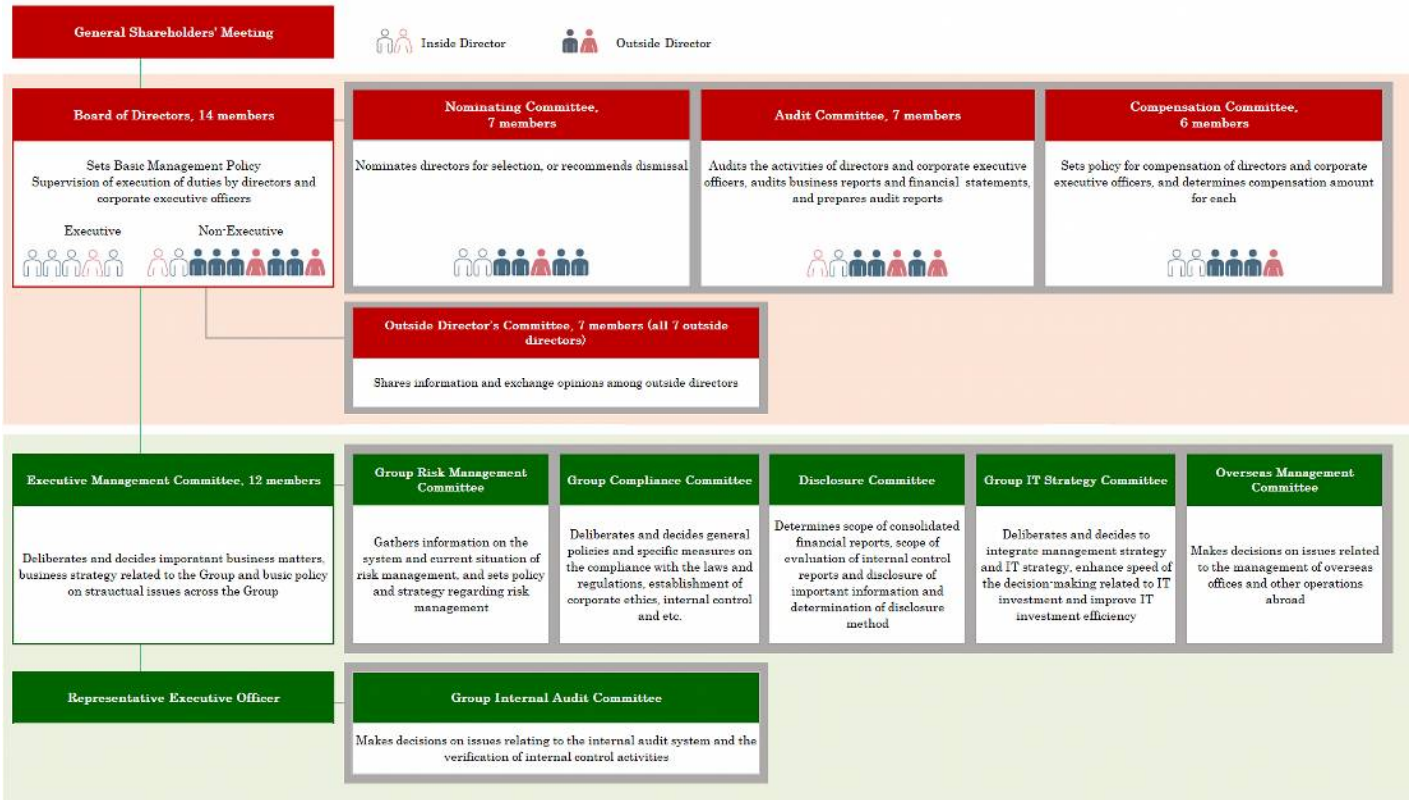 General Shareholders' Meeting
Inside Director
Outside Director
Board of Directors, 14 members
Sets Basic Management Policy
Supervision of execution of duties by directors and
corporate executive officers
Executive
Non-Executive
Nominating Committee,
7 members
Nominates directors for selection, or recommends dismissal
Audit Committee, 7 members
Audits the activities of directors and corporate executive
officers, audits business reports and financial statements,
and prepares audit reports
Compensation Committee,
6 members
Sets policy for compensation of directors and corporate
executive officers, and determines compensation amount
for each
Outside Director's Committee, 7 members (all 7 outside
directors)
Shares information and exchange opinions among outside directors
Executive Management Committee, 12 members
Deliberates and decides imporatant business matters,
business strategy related to the Group and busic policy
on strauctual issues across the Group
Group Risk Management
Committee
Gathers information on the
system and current situation of
risk management, and sets policy
and strategy regarding risk
management
Group Compliance Committee
Deliberates and decides general
policies and specific measures on
the compliance with the laws and
regulations, establishment of
corporate ethics, internal control
and etc.
Disclosure Committee
Determines scope of consolidated
financial reports, scope of
evaluation of internal control
reports and disclosure of
important information and
determination of disclosure
method
Group IT Strategy Committee
Deliberates and decides to
integrate management strategy
and IT strategy, enhance speed of
the decision-making related to IT
investment and improve IT
investment efficiency
Overseas Management
Committee
Makes decisions on issues related
to the management of overseas
offices and other operations
abroad
Representative Executive Officer
Group Internal Audit Committee
Makes decisions on issues relating to the internal audit system and the
verification of internal control activities